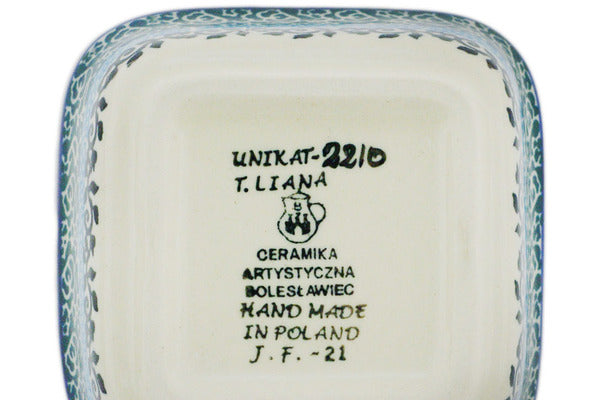 UNIKAT-2210
T. LIANA
CERAMIKA
ARTYSTYCZNA
BOLESŁAWIEC
HAND MADE
IN POLAND
J. F. -21